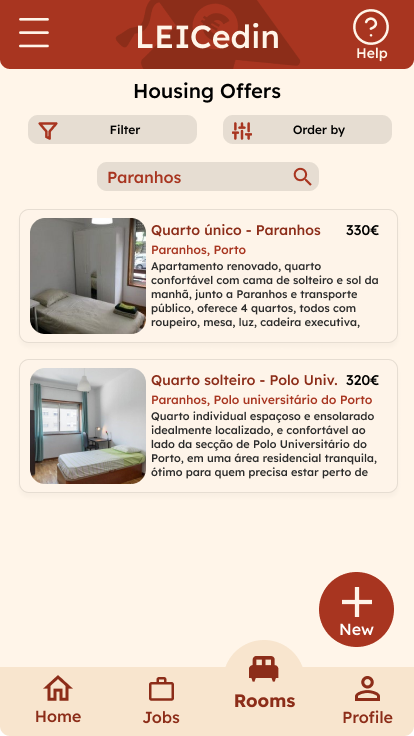 LEICedin
Help
Housing Offers
Filter
Order by
Paranhos
Quarto único - Paranhos 330€
Paranhos, Porto
Apartamento renovado, quarto
confortável com cama de solteiro e sol da
manhã, junto a Paranhos e transporte
público, oferece 4 quartos, todos com
roupeiro, mesa, luz, cadeira executiva,
Quarto solteiro - Polo Univ. 320€
Paranhos, Polo universitário do Porto
Quarto individual espaçoso e ensolarado
idealmente localizado, e confortável ao
lado da secção de Polo Universitário do
Porto, em uma área residencial tranquila,
ótimo para quem precisa estar perto de
New
Home
Jobs
Rooms
Profile